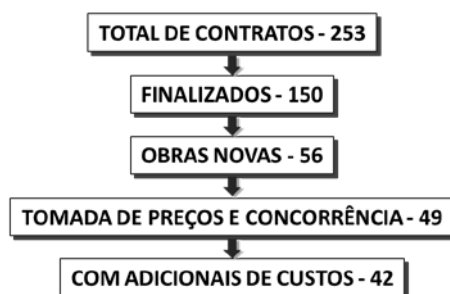 TOTAL DE CONTRATOS - 253
FINALIZADOS - 150
OBRAS NOVAS - 56
TOMADA DE PREÇOS E CONCORRÊNCIA - 49
COM ADICIONAIS DE CUSTOS - 42